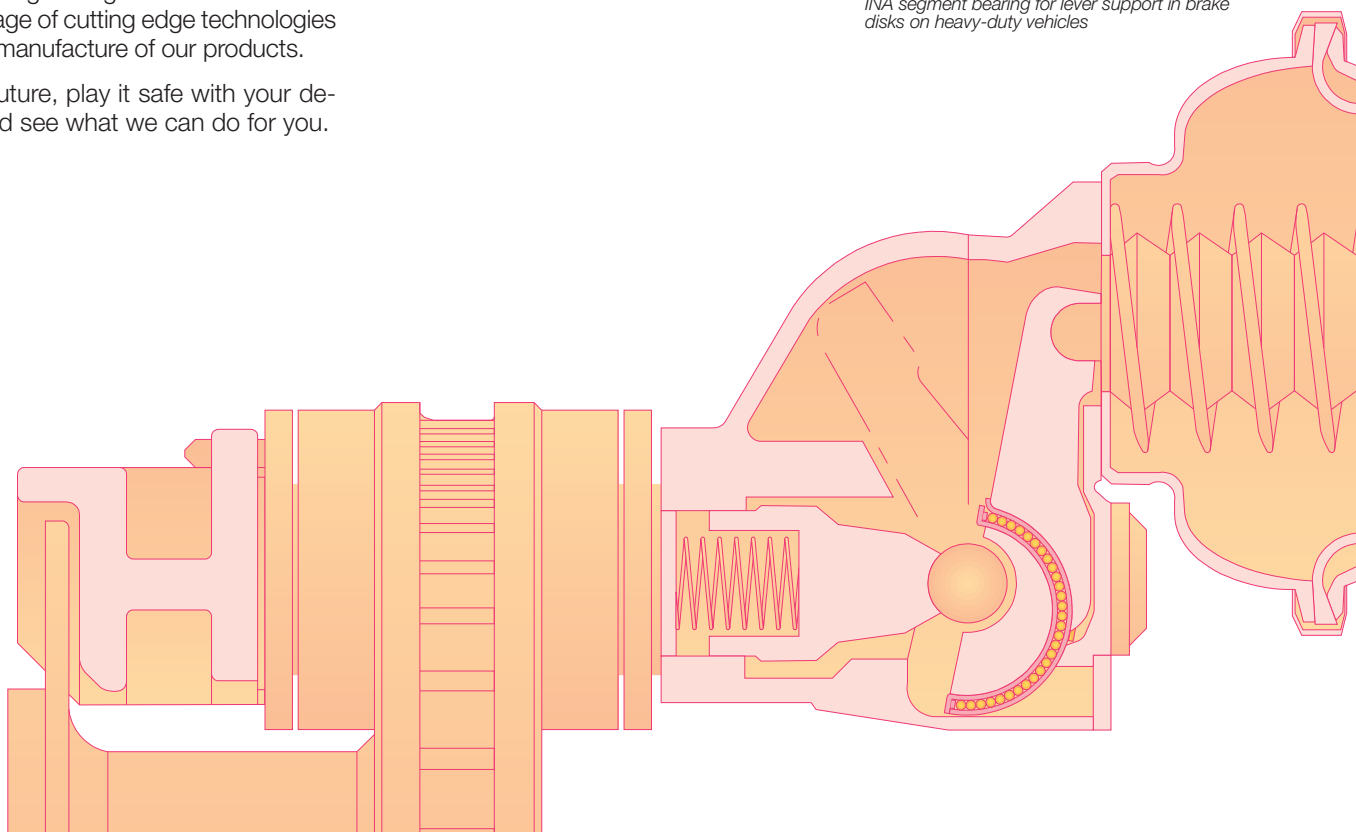 age of cutting edge technologies
manufacture of our products.
uture, play it safe with your de-
d see what we can do for you.
INA segment bearing for lever support in brake
disks on heavy-duty vehicles